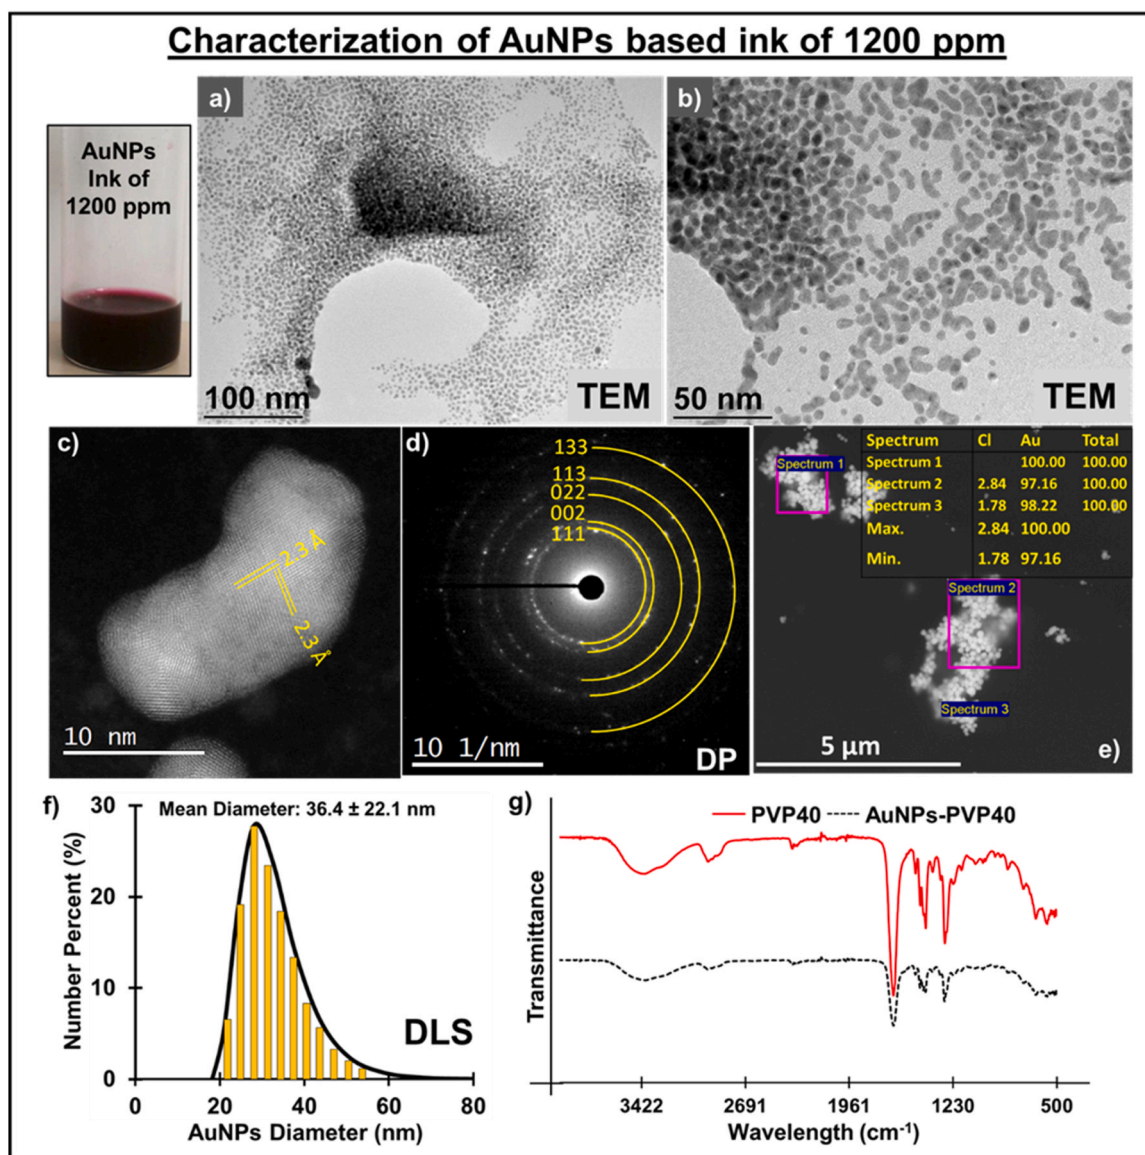 Characterization of AuNPs based ink of 1200 ppm
AuNPs
Ink of
1200 ppm
a)
100 nm
TEM
b)
50 nm
TEM
c)
2.3 Å
2.3 Å
10 nm
d)
133
113
022
002
111
10 1/nm
DP
Spectrum Cl Au Total
Spectrum 1 100.00 100.00
Spectrum 2 2.84 97.16 100.00
Spectrum 3 1.78 98.22 100.00
Max. 2.84 100.00
Min. 1.78 97.16
Spectrum 1
Spectrum 2
Spectrum 3
5 µm
e)
f)
Mean Diameter: 36.4 ± 22.1 nm
Number Percent (%)
30
20
10
0
DLS
0 20 40 60 80
AuNPs Diameter (nm)
g)
PVP40 AuNPs-PVP40
Transmittance
3422 2691 1961 1230 500
Wavelength (cm⁻¹)